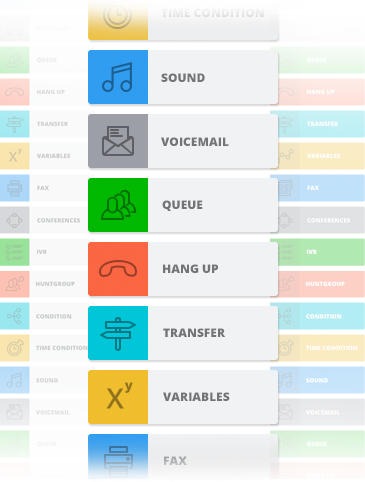 TIME CONDITION
SOUND
VOICEMAIL
QUEUE
HANG UP
TRANSFER
X^y
VARIABLES
FAX
QUEUE
HANG UP
TRANSFER
VARIABLES
FAX
CONFERENCES
IVR
HUNTGROUP
CONDITION
TIME CONDITION
SOUND
VOICEMAIL
QUEUE
HANG UP
TRANSFER
VARIABLES
FAX
CONFERENCES
IVR
HUNTGROUP
CONDITION
TIME CONDITION
SOUND
VOICEMAIL
QUEUE